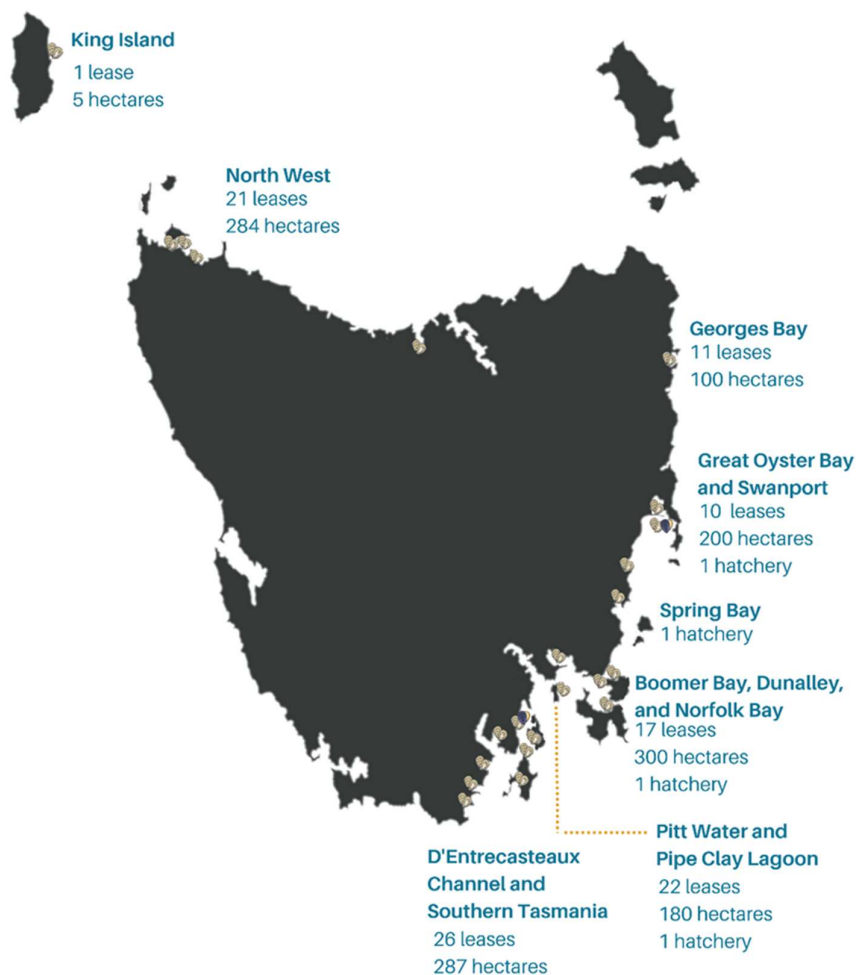 King Island
1 lease
5 hectares
North West
21 leases
284 hectares
Georges Bay
11 leases
100 hectares
Great Oyster Bay
and Swanport
10 leases
200 hectares
1 hatchery
Spring Bay
1 hatchery
Boomer Bay, Dunalley,
and Norfolk Bay
17 leases
300 hectares
1 hatchery
Pitt Water and
Pipe Clay Lagoon
22 leases
180 hectares
1 hatchery
D'Entrecasteaux
Channel and
Southern Tasmania
26 leases
287 hectares